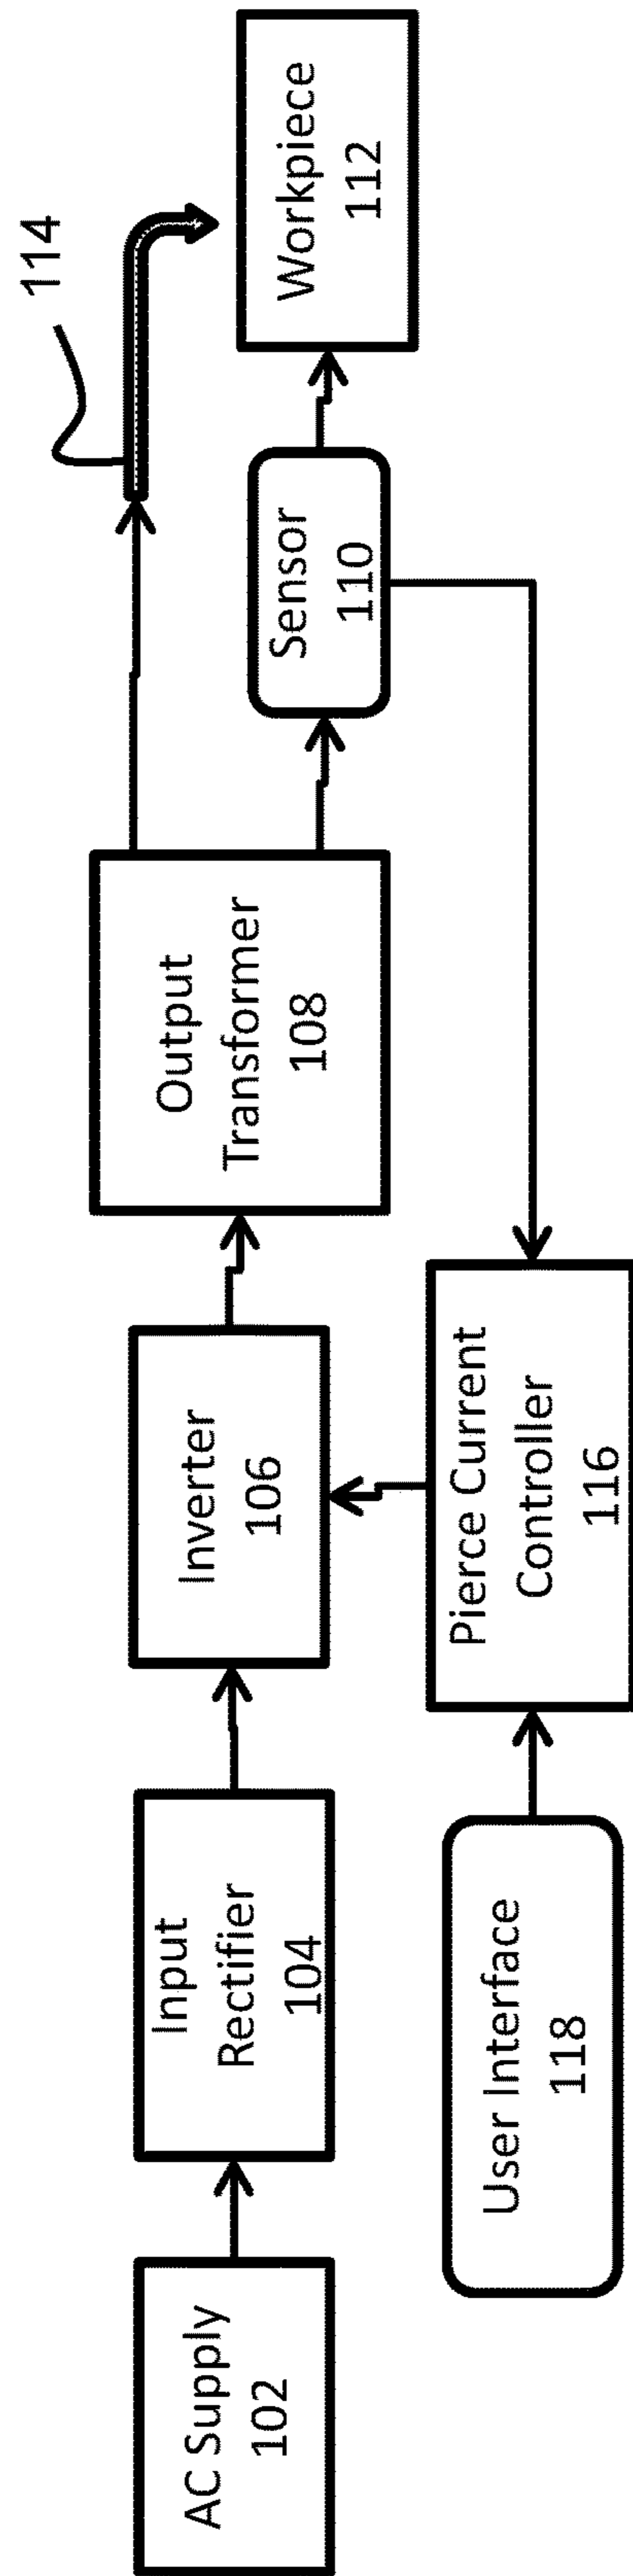 AC Supply
102
Input
Rectifier
104
Inverter
106
Output
Transformer
108
114
Sensor
110
Workpiece
112
User Interface
118
Pierce Current
Controller
116